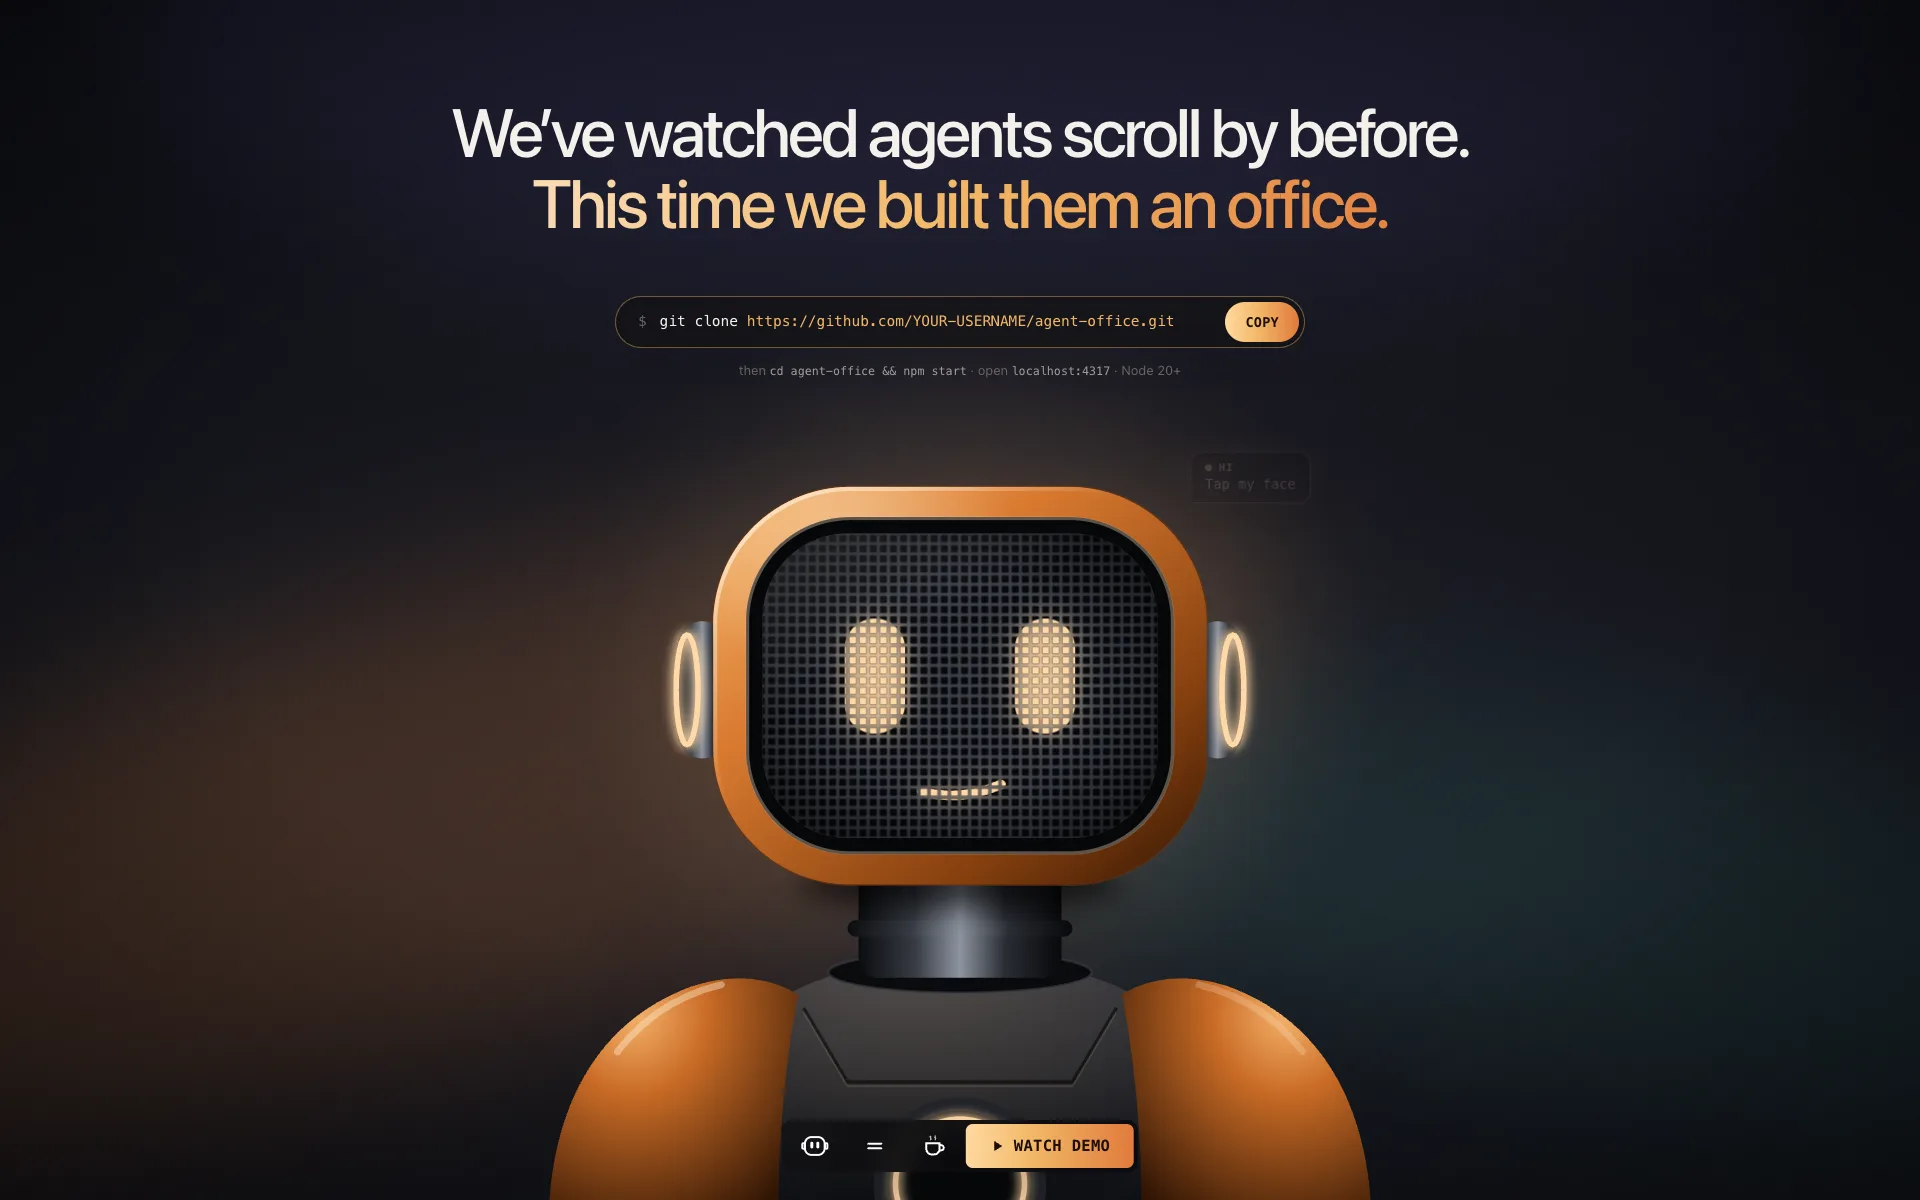 We’ve watched agents scroll by before.
This time we built them an office.
$ git clone https://github.com/YOUR-USERNAME/agent-office.git
COPY
then cd agent-office && npm start · open localhost:4317 · Node 20+
HI
Tap my face
WATCH DEMO